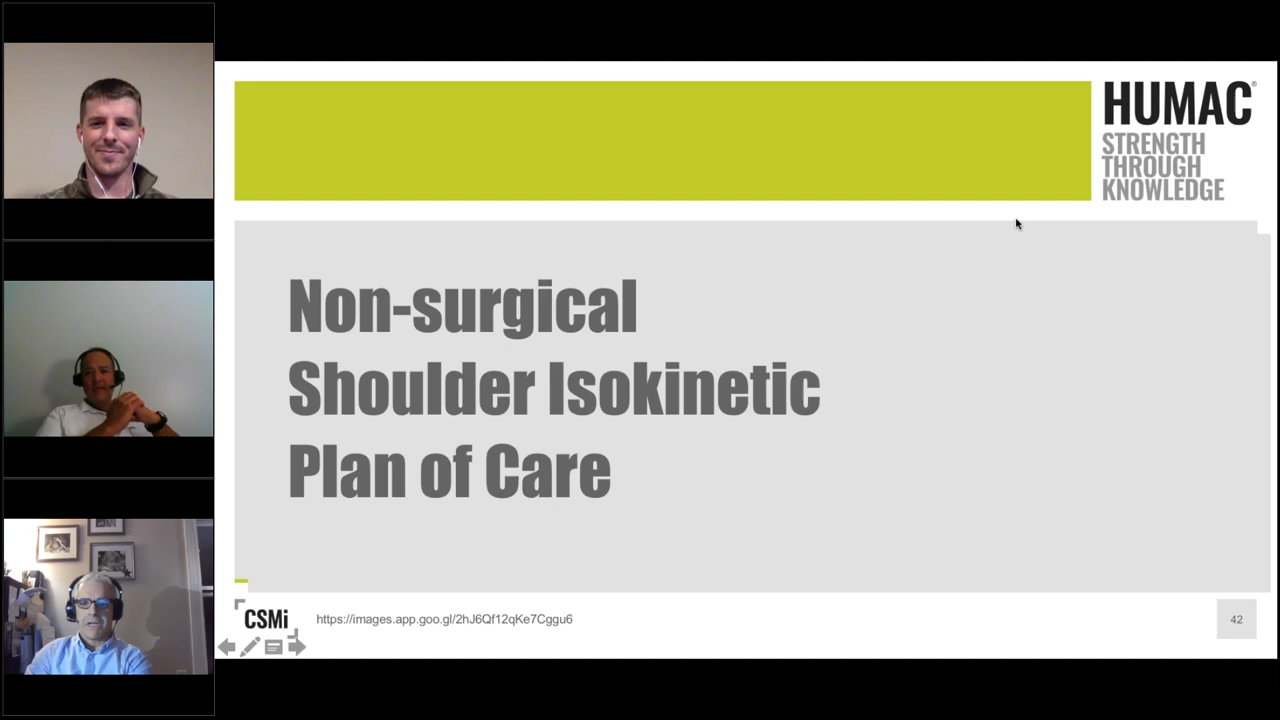 HUMAC®
STRENGTH
THROUGH
KNOWLEDGE
Non-surgical
Shoulder Isokinetic
Plan of Care
CSMi
https://images.app.goo.gl/2hJ6Qf12qKe7Cggu6
42